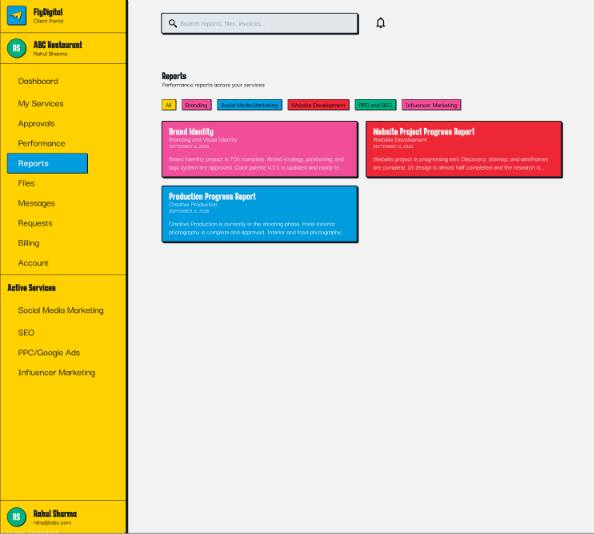 FlyDigital
Client Portal
RS
ABC Restaurant
Rahul Sharma
Dashboard
My Services
Approvals
Performance
Reports
Files
Messages
Requests
Billing
Account
Active Services
Social Media Marketing
SEO
PPC/Google Ads
Influencer Marketing
RS
Rahul Sharma
rahul@abc.com
Search reports, files, invoices...
Reports
Performance reports across your services
All
Branding
Social Media Marketing
Website Development
PPC and SEO
Influencer Marketing
Brand Identity
Branding and Visual Identity
Brand Identity project is 70% complete. Brand strategy, positioning, and
logo system are approved. Color palette V.2.1 is updated and ready to ...
Website Project Progress Report
Website Development
Website project is progressing well. Discovery, sitemap, and wireframes
are complete. UI design is almost half completed and the research is ...
Production Progress Report
Creative Production
Creative Production is currently in the shooting phase. Hotel exterior
photography is complete and approved. Interior and food photography,